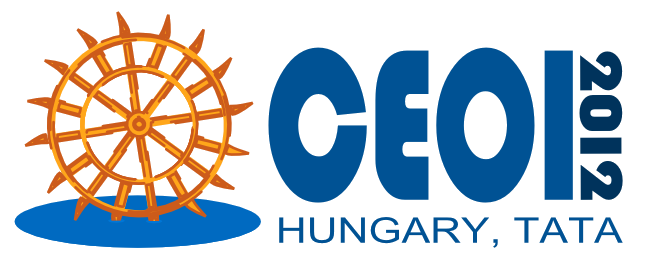 CEOI
2012
HUNGARY, TATA